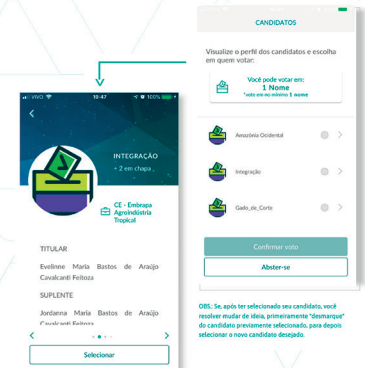 CANDIDATOS
Visualize o perfil dos candidatos e escolha
em quem votar:
Você pode votar em:
1 Nome
*vote em no mínimo 1 nome
Amazônia Ocidental
Integração
Gado_de_Corte
Confirmar voto
Abster-se
OBS.: Se, após ter selecionado seu candidato, você
resolver mudar de ideia, primeiramente "desmarque"
do candidato previamente selecionado, para depois
selecionar o novo candidato desejado.
VIVO
10:47
100%
INTEGRAÇÃO
+ 2 em chapa
CE - Embrapa
Agroindústria
Tropical
TITULAR
Evelinne Maria Bastos de Araújo
Cavalcanti Feitoza
SUPLENTE
Jordanna Maria Bastos de Araújo
Cavalcanti Feitoza
Selecionar